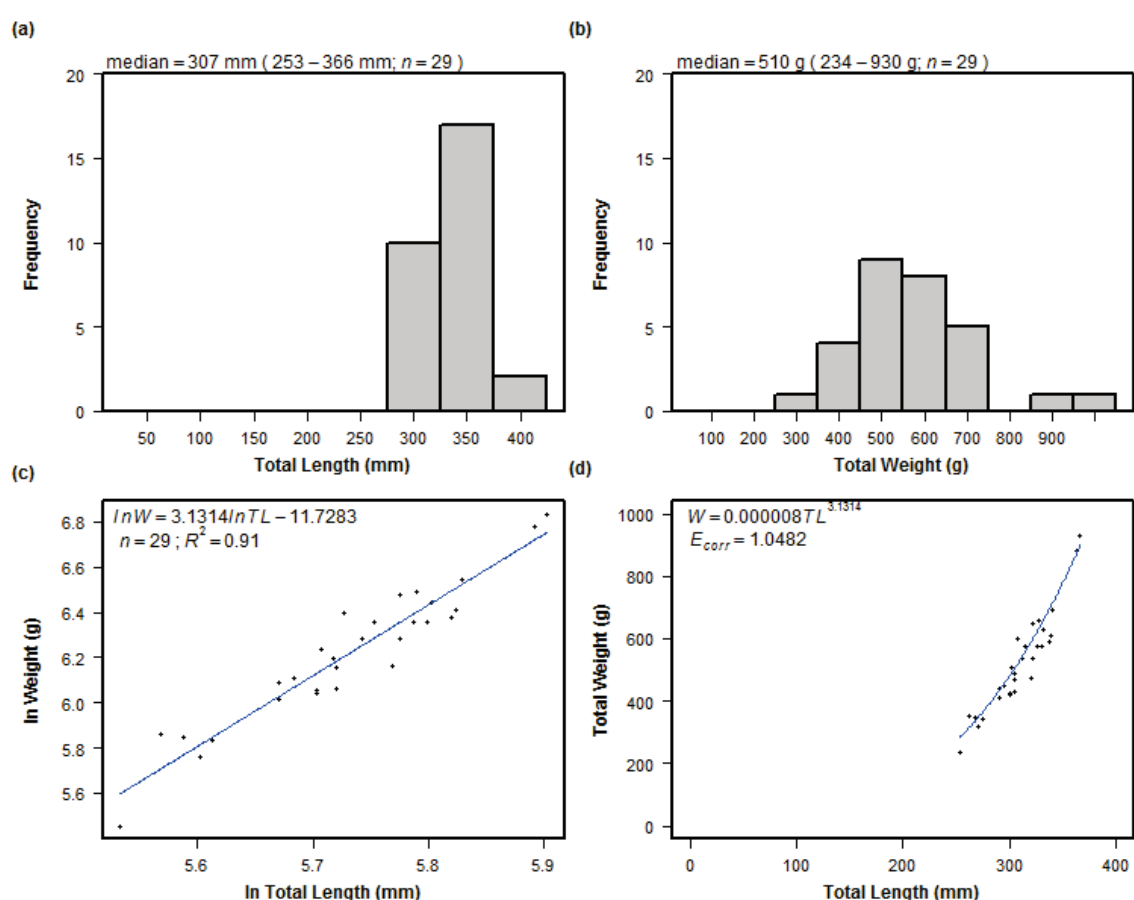 (a)
median = 307 mm ( 253 – 366 mm; n = 29 )
20
15
10
5
0
Frequency
50 100 150 200 250 300 350 400
Total Length (mm)
(b)
median = 510 g ( 234 – 930 g; n = 29 )
20
15
10
5
0
Frequency
100 200 300 400 500 600 700 900
Total Weight (g)
(c)
lnW = 3.1314lnTL – 11.7283
n = 29 ; R² = 0.91
6.8
6.6
6.4
6.2
6.0
5.8
5.6
ln Weight (g)
5.6 5.7 5.8 5.9
ln Total Length (mm)
(d)
W = 0.000008TL^3.1314
E_corr = 1.0482
1000
800
600
400
200
0
Total Weight (g)
0 100 200 300 400
Total Length (mm)